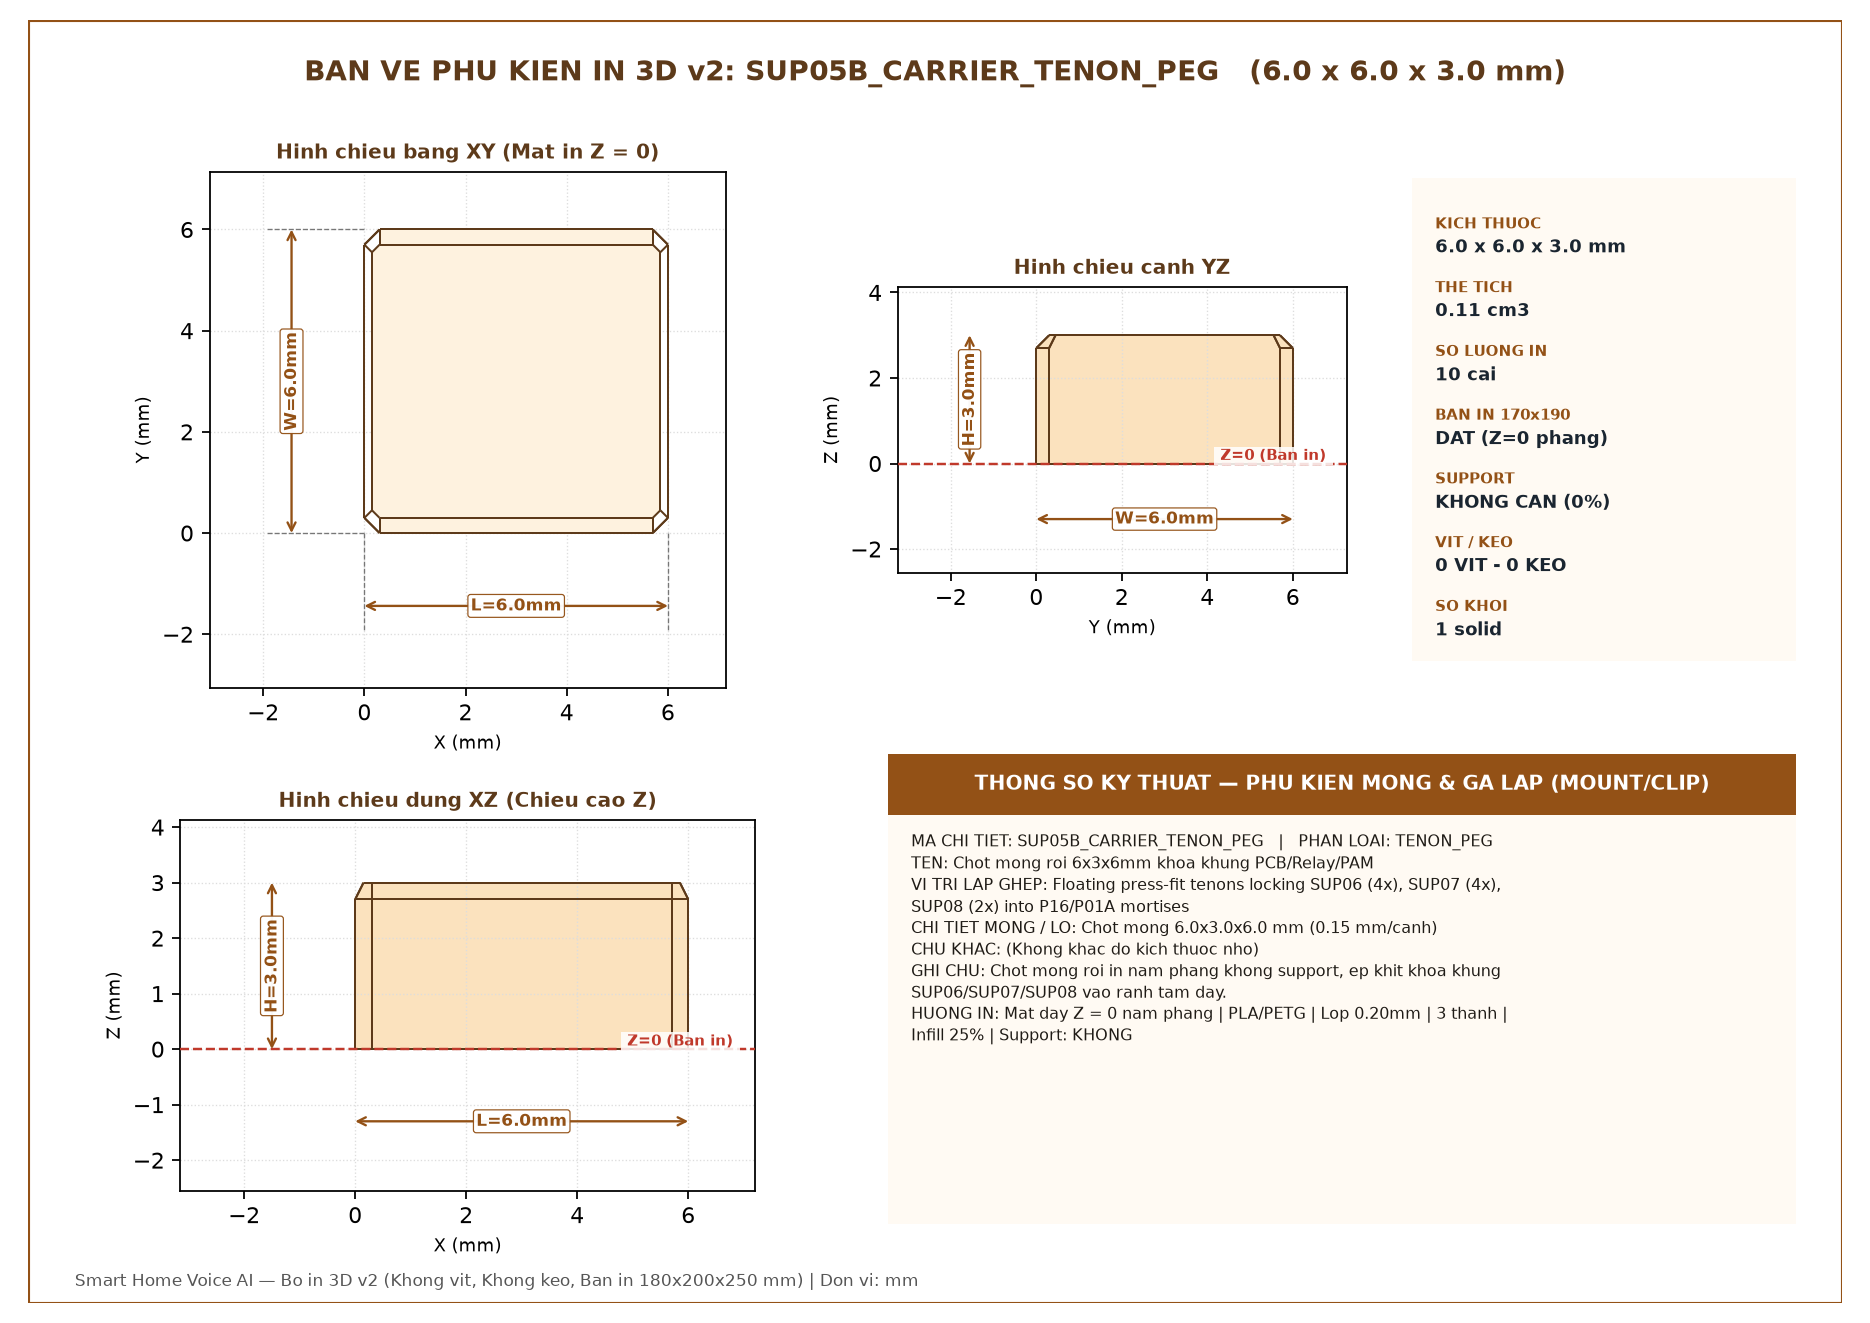 BAN VE PHU KIEN IN 3D v2: SUP05B_CARRIER_TENON_PEG (6.0 x 6.0 x 3.0 mm)
Hinh chieu bang XY (Mat in Z = 0)
6
4
2
0
−2
Y (mm)
W=6.0mm
L=6.0mm
−2
0
2
4
6
X (mm)
Hinh chieu canh YZ
4
2
0
−2
Z (mm)
H=3.0mm
Z=0 (Ban in)
W=6.0mm
−2
0
2
4
6
Y (mm)
KICH THUOC
6.0 x 6.0 x 3.0 mm
THE TICH
0.11 cm3
SO LUONG IN
10 cai
BAN IN 170x190
DAT (Z=0 phang)
SUPPORT
KHONG CAN (0%)
VIT / KEO
0 VIT - 0 KEO
SO KHOI
1 solid
Hinh chieu dung XZ (Chieu cao Z)
4
3
2
1
0
−1
−2
Z (mm)
H=3.0mm
Z=0 (Ban in)
L=6.0mm
−2
0
2
4
6
X (mm)
THONG SO KY THUAT — PHU KIEN MONG & GA LAP (MOUNT/CLIP)
MA CHI TIET: SUP05B_CARRIER_TENON_PEG | PHAN LOAI: TENON_PEG
TEN: Chot mong roi 6x3x6mm khoa khung PCB/Relay/PAM
VI TRI LAP GHEP: Floating press-fit tenons locking SUP06 (4x), SUP07 (4x),
SUP08 (2x) into P16/P01A mortises
CHI TIET MONG / LO: Chot mong 6.0x3.0x6.0 mm (0.15 mm/canh)
CHU KHAC: (Khong khac do kich thuoc nho)
GHI CHU: Chot mong roi in nam phang khong support, ep khit khoa khung
SUP06/SUP07/SUP08 vao ranh tam day.
HUONG IN: Mat day Z = 0 nam phang | PLA/PETG | Lop 0.20mm | 3 thanh |
Infill 25% | Support: KHONG
Smart Home Voice AI — Bo in 3D v2 (Khong vit, Khong keo, Ban in 180x200x250 mm) | Don vi: mm